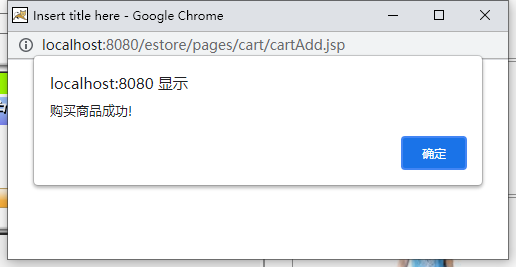 Insert title here - Google Chrome
localhost:8080/estore/pages/cart/cartAdd.jsp
localhost:8080 显示
购买商品成功!
确定